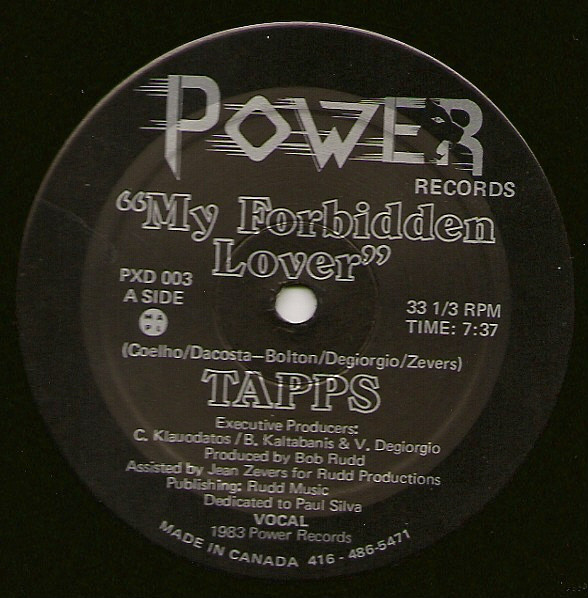 POWER
RECORDS
“My Forbidden
Lover”
PXD 003
A SIDE
M A P L
33 1/3 RPM
TIME: 7:37
(Coelho/Dacosta—Bolton/Degiorgio/Zevers)
TAPPS
Executive Producers:
C. Klauodatos/B. Kaltabanis & V. Degiorgio
Produced by Bob Rudd
Assisted by Jean Zevers for Rudd Productions
Publishing: Rudd Music
Dedicated to Paul Silva
VOCAL
1983 Power Records
MADE IN CANADA 416-486-5471